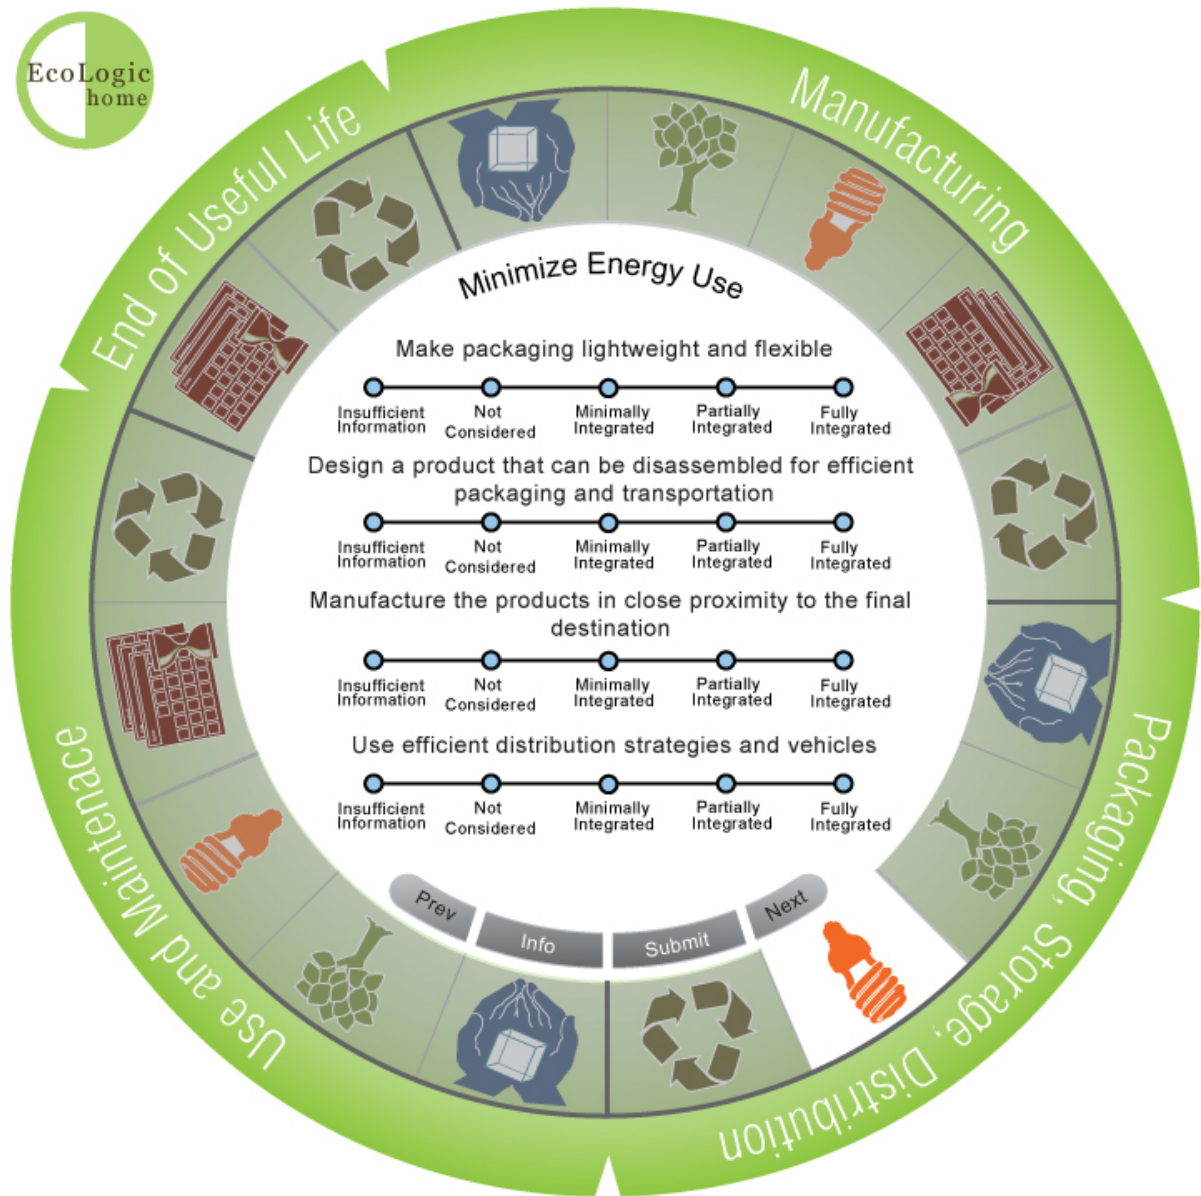 EcoLogic
home
Manufacturing
Packaging, Storage, Distribution
Use and Maintenace
End of Useful Life
Minimize Energy Use
Make packaging lightweight and flexible
Insufficient Information
Not Considered
Minimally Integrated
Partially Integrated
Fully Integrated
Design a product that can be disassembled for efficient
packaging and transportation
Insufficient Information
Not Considered
Minimally Integrated
Partially Integrated
Fully Integrated
Manufacture the products in close proximity to the final
destination
Insufficient Information
Not Considered
Minimally Integrated
Partially Integrated
Fully Integrated
Use efficient distribution strategies and vehicles
Insufficient Information
Not Considered
Minimally Integrated
Partially Integrated
Fully Integrated
Prev
Info
Submit
Next